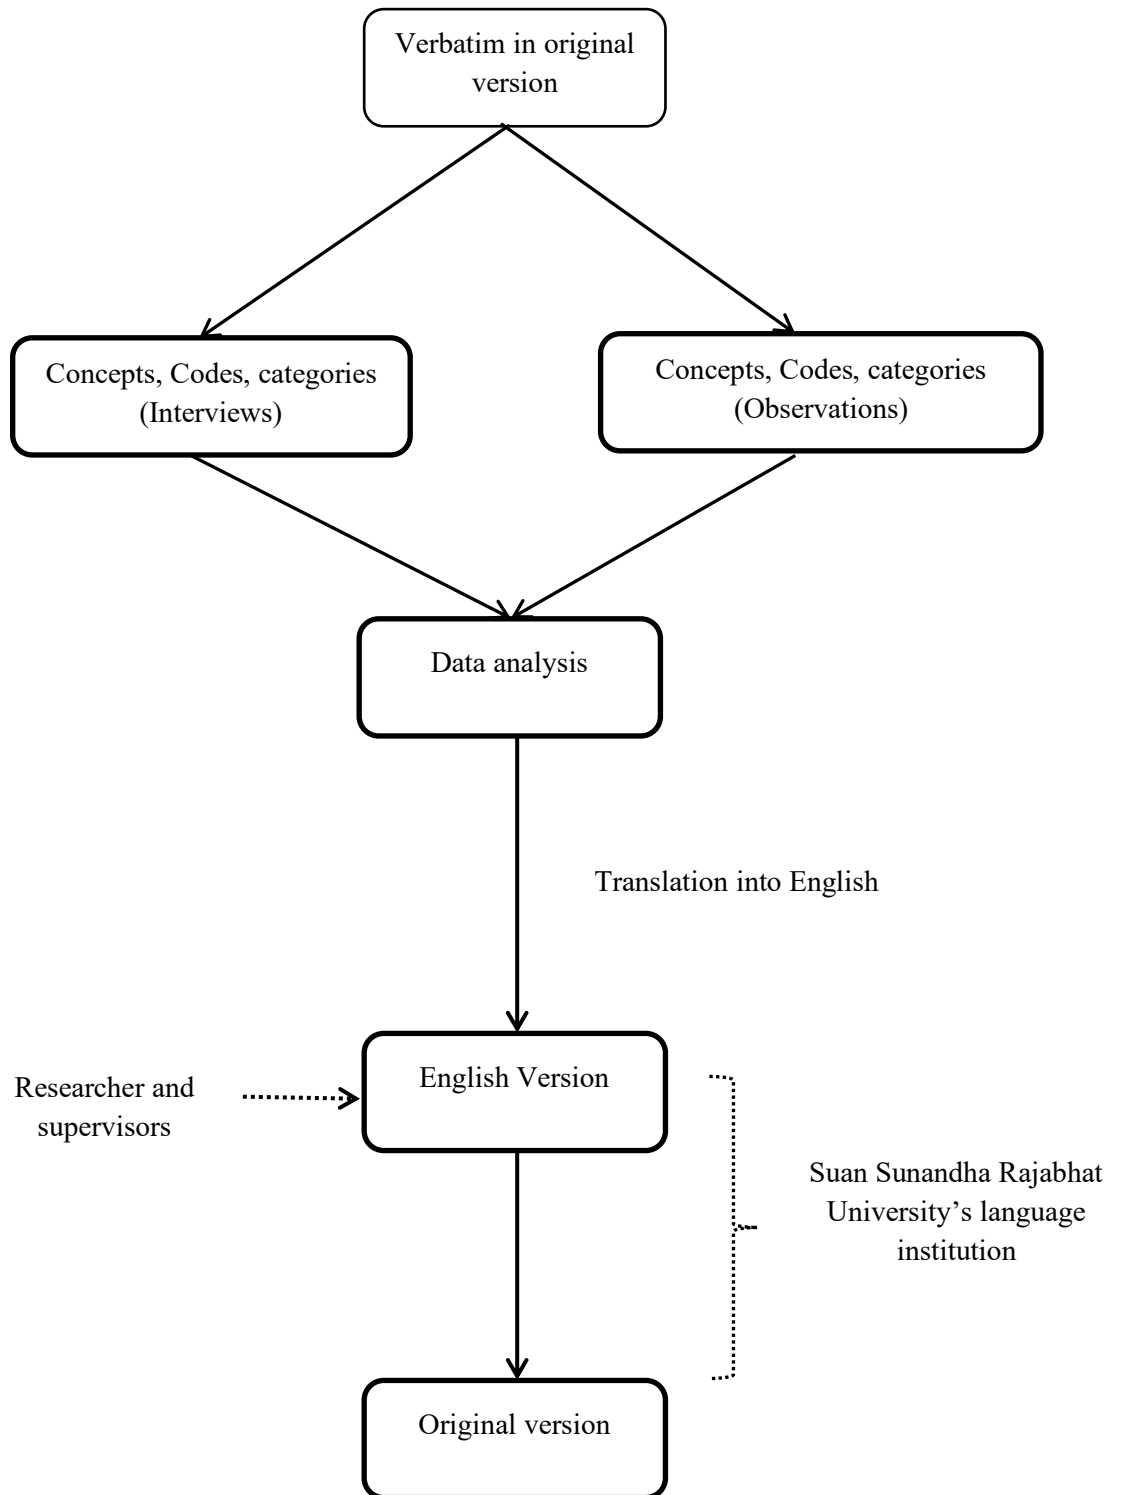 Verbatim in original
version
Concepts, Codes, categories
(Interviews)
Concepts, Codes, categories
(Observations)
Data analysis
Translation into English
English Version
Researcher and
supervisors
Suan Sunandha Rajabhat
University’s language
institution
Original version